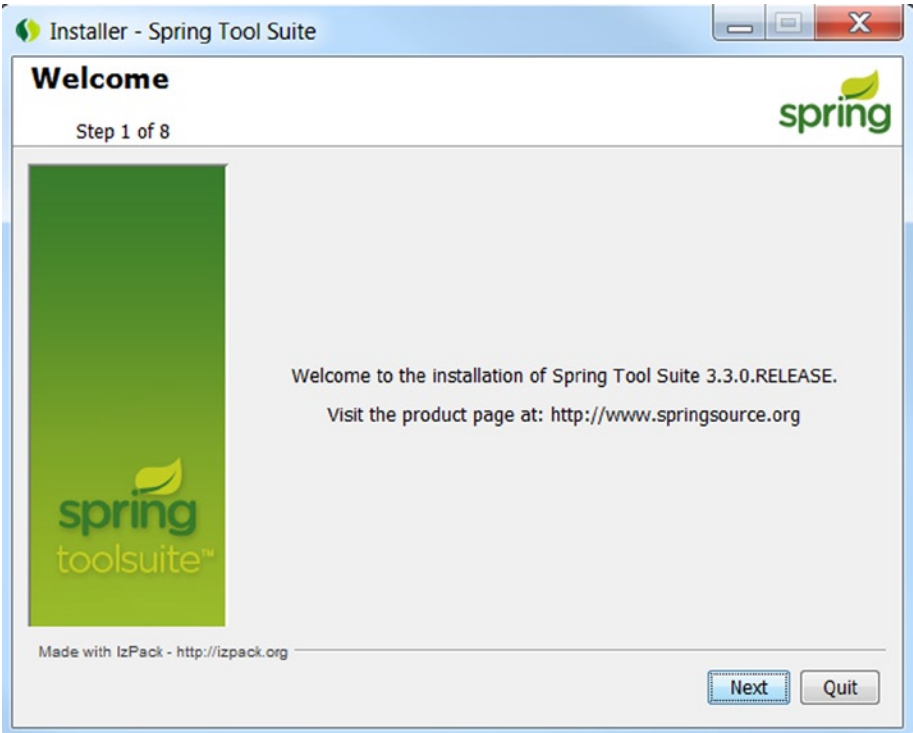 Installer - Spring Tool Suite
Welcome
Step 1 of 8
spring
Welcome to the installation of Spring Tool Suite 3.3.0.RELEASE.
Visit the product page at: http://www.springsource.org
spring
toolsuite™
Made with IzPack - http://izpack.org
Next Quit